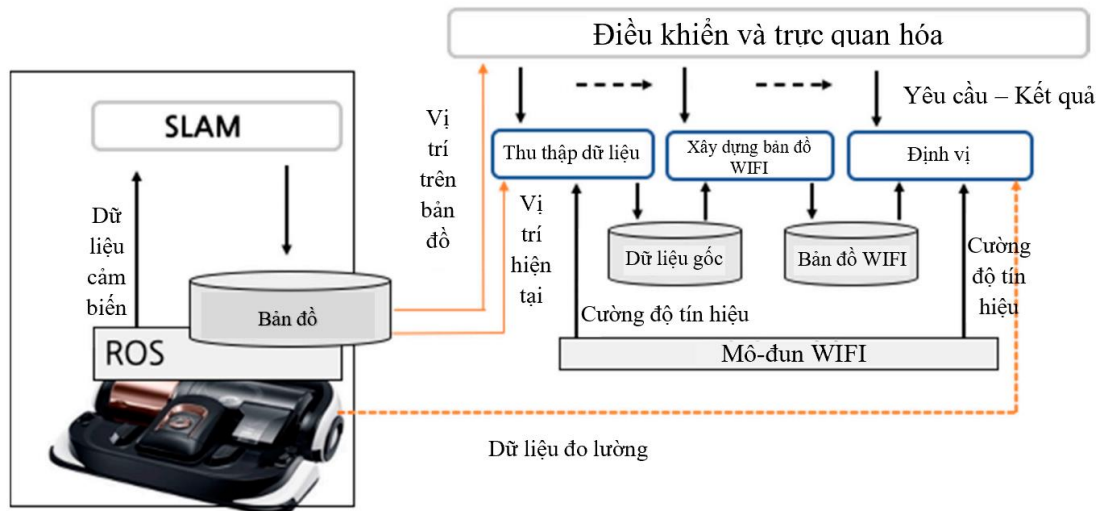 Điều khiển và trực quan hóa
Yêu cầu – Kết quả
SLAM
Thu thập dữ liệu
Xây dựng bản đồ
WIFI
Định vị
Vị
trí
trên
bản
đồ
Vị
trí
hiện
tại
Dữ
liệu
cảm
biến
Dữ liệu gốc
Bản đồ WIFI
Cường
độ tín
hiệu
Bản đồ
Cường độ tín hiệu
ROS
Mô-đun WIFI
Dữ liệu đo lường